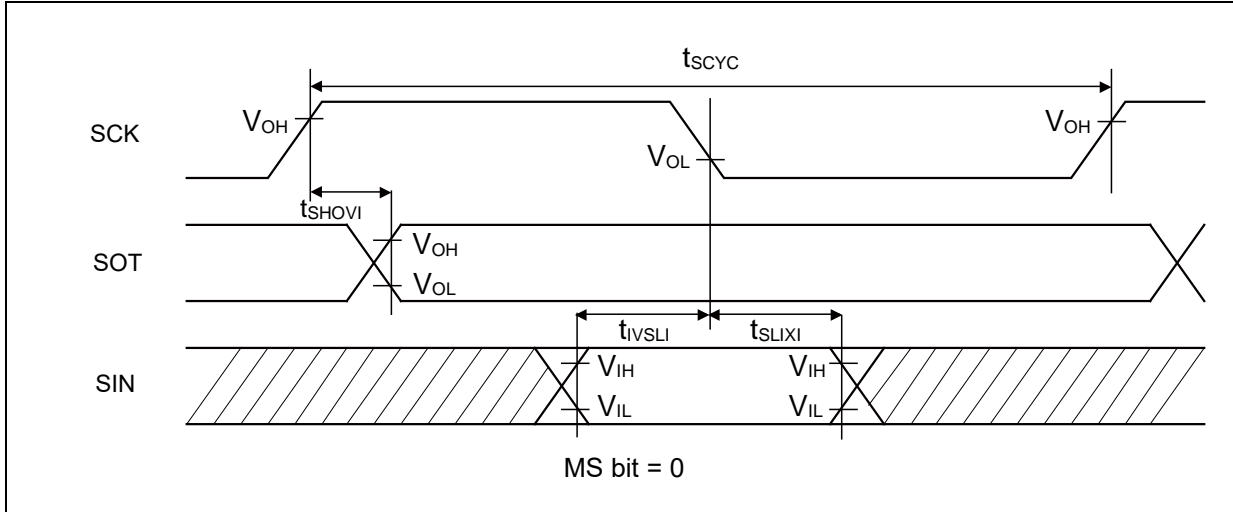 tSCYC
SCK
VOH
VOL
VOH
tSHOVI
SOT
VOH
VOL
tIVSLI
tSLIXI
SIN
VIH
VIL
VIH
VIL
MS bit = 0